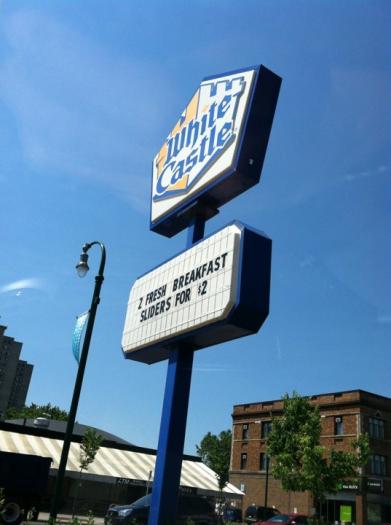 White
Castle
2 FRESH BREAKFAST
SLIDERS FOR $2